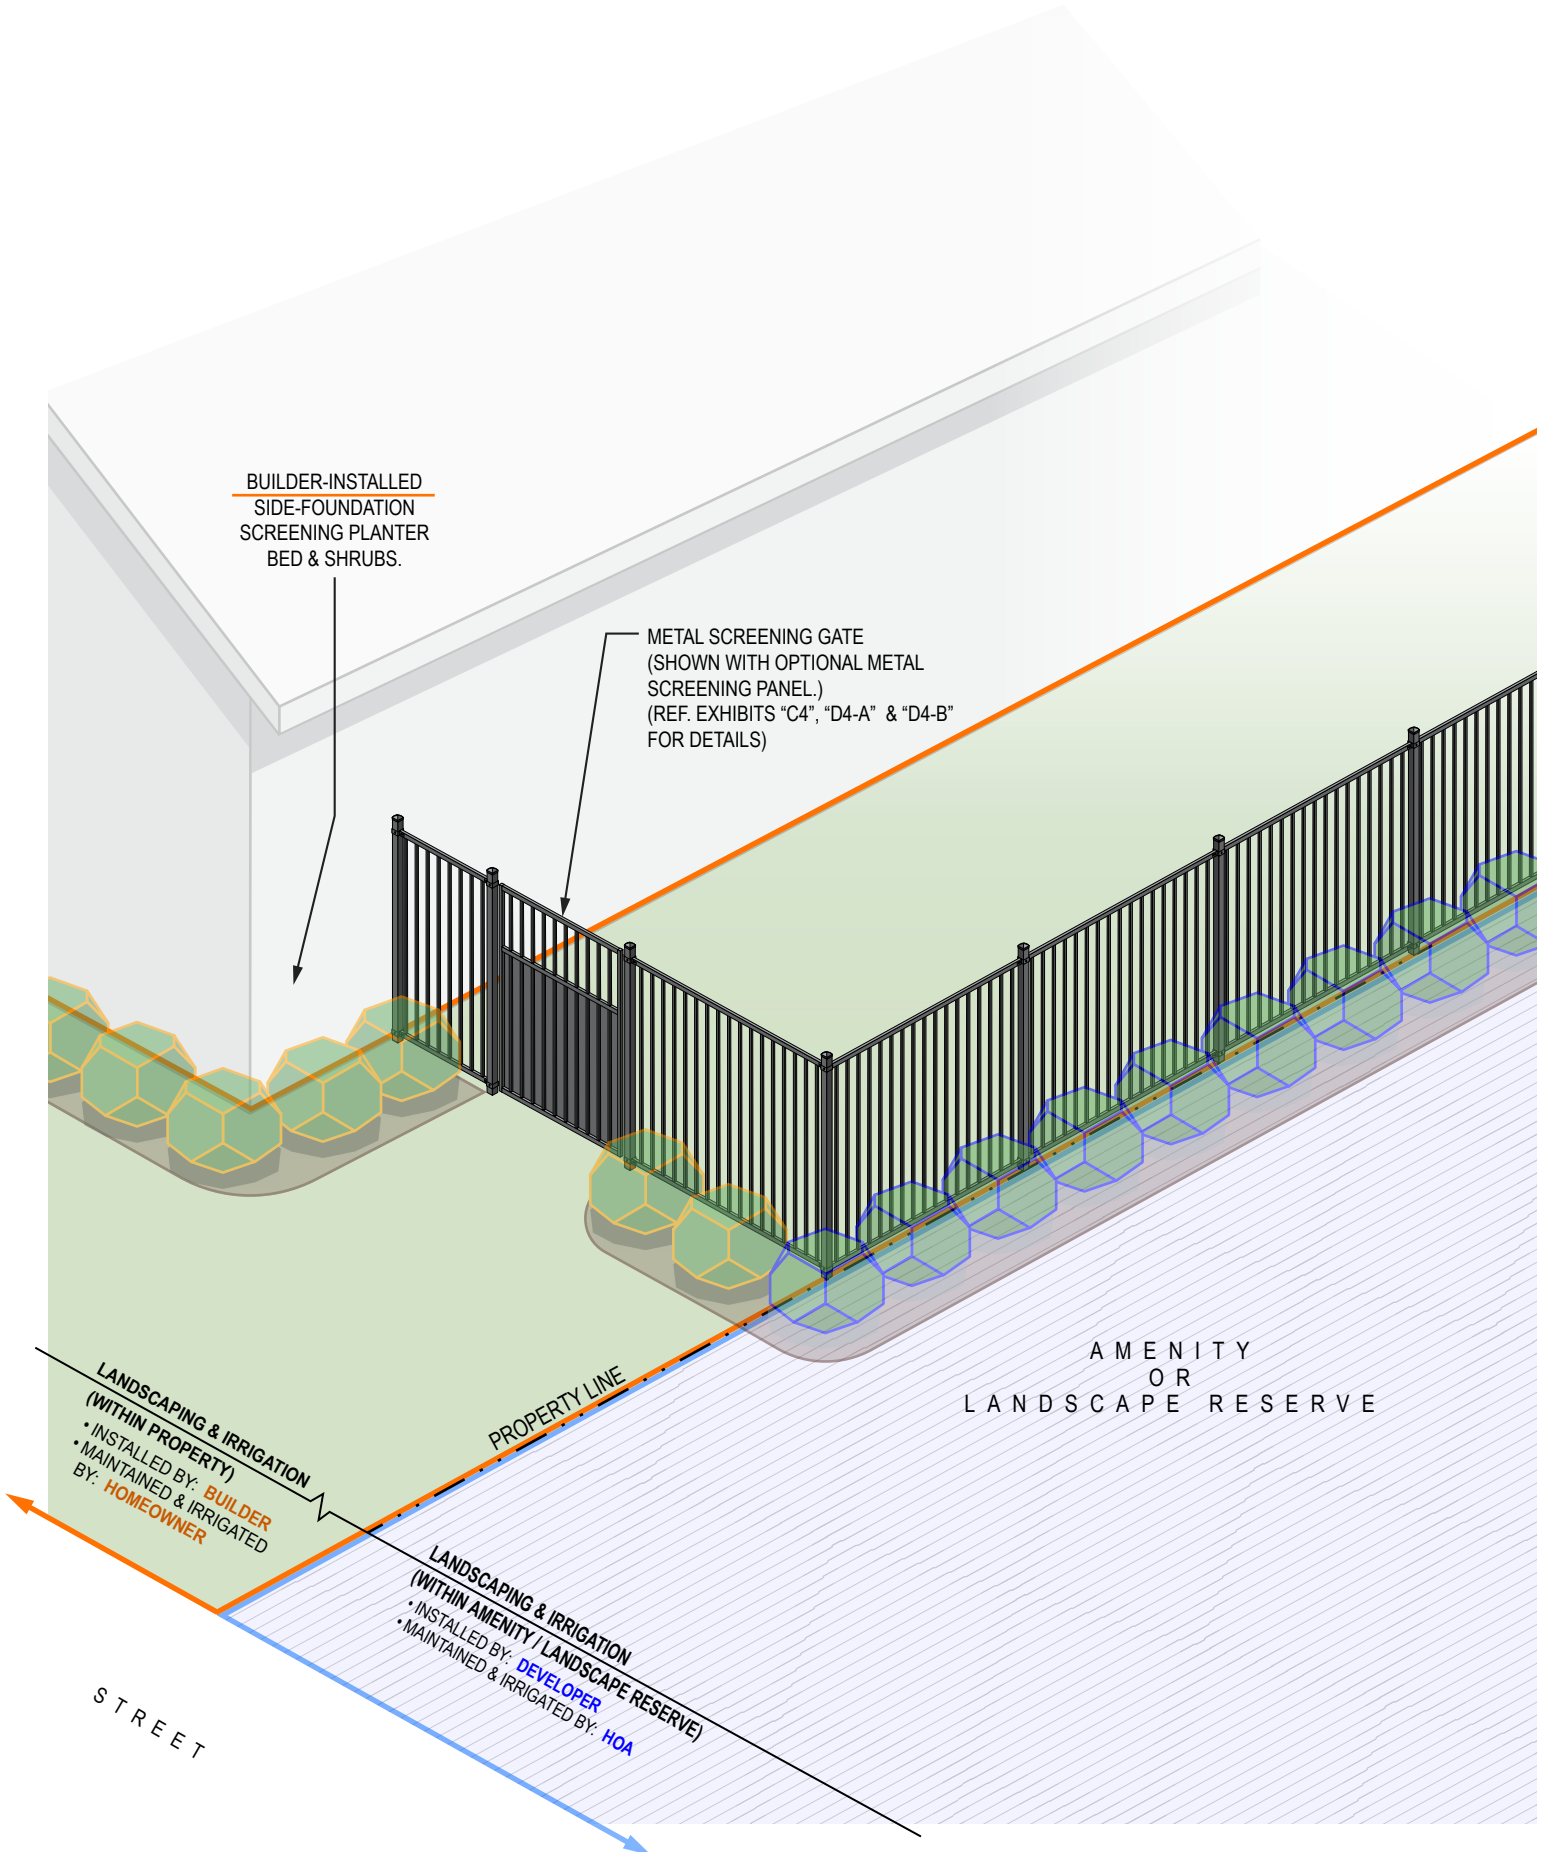 BUILDER-INSTALLED
SIDE-FOUNDATION
SCREENING PLANTER
BED & SHRUBS.
METAL SCREENING GATE
(SHOWN WITH OPTIONAL METAL
SCREENING PANEL.)
(REF. EXHIBITS “C4”, “D4-A” & “D4-B”
FOR DETAILS)
AMENITY
OR
LANDSCAPE RESERVE
PROPERTY LINE
LANDSCAPING & IRRIGATION
(WITHIN PROPERTY)
• INSTALLED BY: BUILDER
• MAINTAINED & IRRIGATED
BY: HOMEOWNER
LANDSCAPING & IRRIGATION
(WITHIN AMENITY / LANDSCAPE RESERVE)
• INSTALLED BY: DEVELOPER
• MAINTAINED & IRRIGATED BY: HOA
STREET